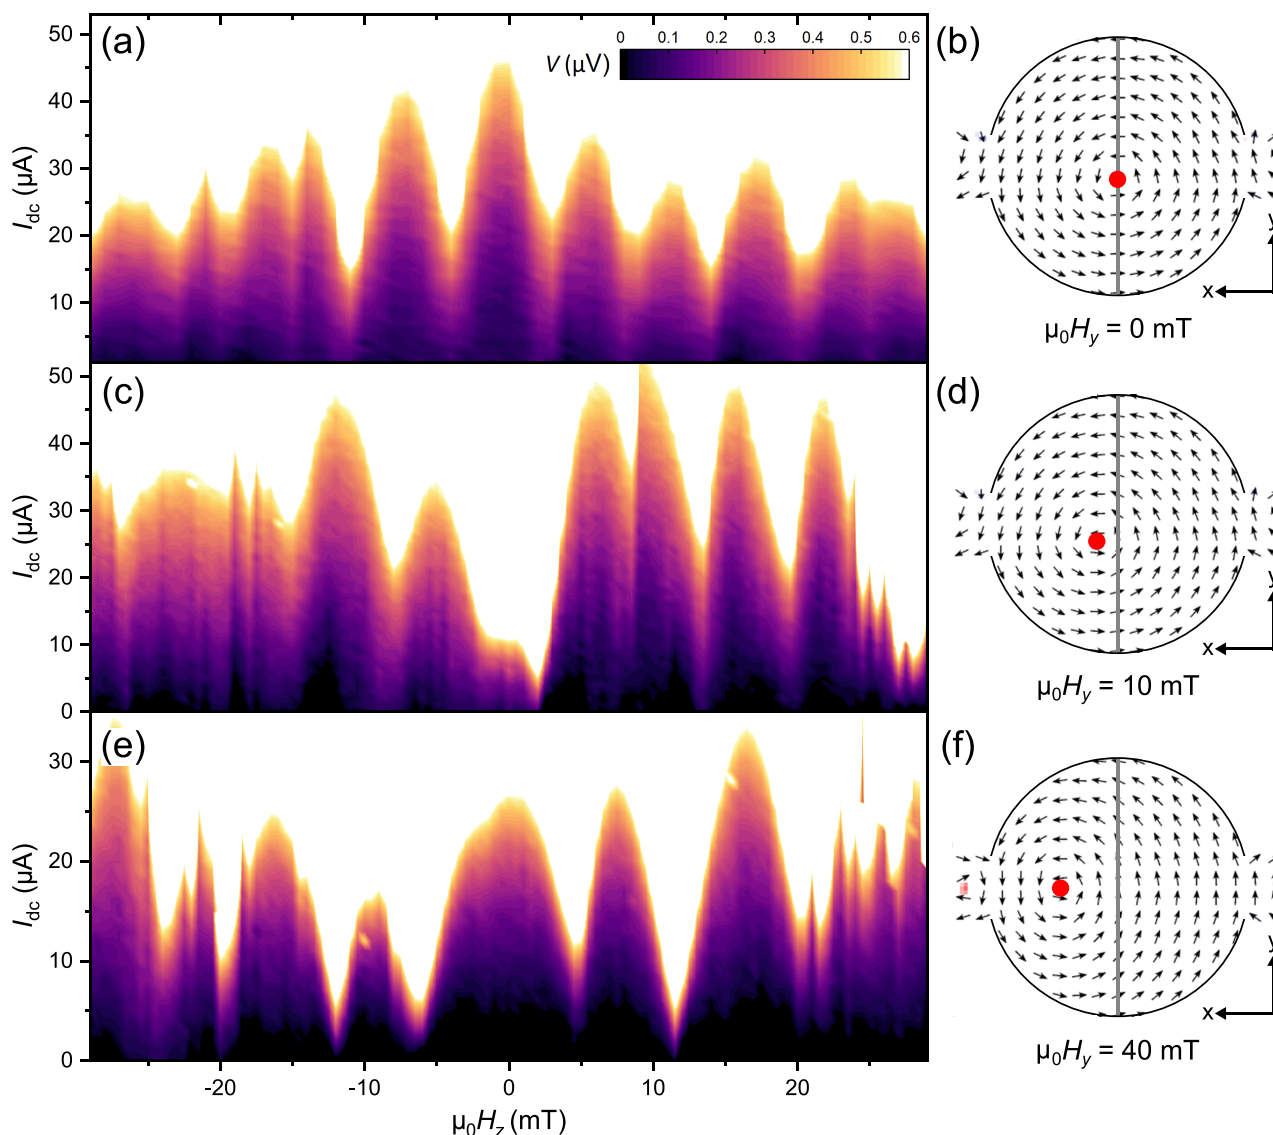 (a)
V (μV)
0 0.1 0.2 0.3 0.4 0.5 0.6
50
40
30
20
10
I_dc (μA)
(b)
y
x
μ₀H_y = 0 mT
(c)
50
40
30
20
10
0
I_dc (μA)
(d)
y
x
μ₀H_y = 10 mT
(e)
30
20
10
0
I_dc (μA)
-20 -10 0 10 20
μ₀H_z (mT)
(f)
y
x
μ₀H_y = 40 mT